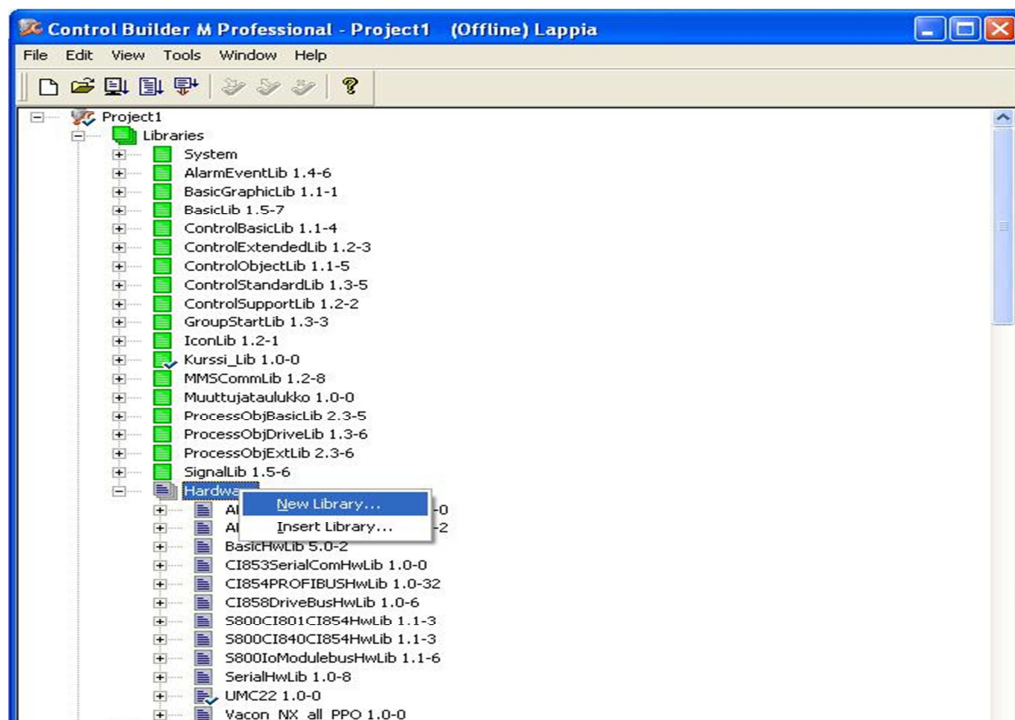 Control Builder M Professional - Project1 (Offline) Lappia
File Edit View Tools Window Help
Project1
Libraries
System
AlarmEventLib 1.4-6
BasicGraphicLib 1.1-1
BasicLib 1.5-7
ControlBasicLib 1.1-4
ControlExtendedLib 1.2-3
ControlObjectLib 1.1-5
ControlStandardLib 1.3-5
ControlSupportLib 1.2-2
GroupStartLib 1.3-3
IconLib 1.2-1
Kurssi_Lib 1.0-0
MMSCommLib 1.2-8
Muuttujataulukko 1.0-0
ProcessObjBasicLib 2.3-5
ProcessObjDriveLib 1.3-6
ProcessObjExtLib 2.3-6
SignalLib 1.5-6
Hardwa
New Library...
-0
Insert Library...
-2
BasicHwLib 5.0-2
CI853SerialComHwLib 1.0-0
CI854PROFIBUSHwLib 1.0-32
CI858DriveBusHwLib 1.0-6
S800CI801CI854HwLib 1.1-3
S800CI840CI854HwLib 1.1-3
S800IoModulebusHwLib 1.1-6
SerialHwLib 1.0-8
UMC22 1.0-0
Vacon_NX_all_PPO 1.0-0